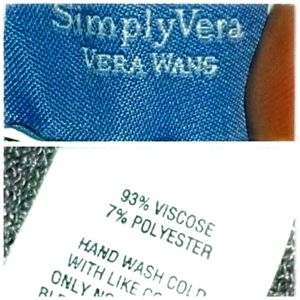 SimplyVera
VERA WANG
93% VISCOSE
7% POLYESTER
HAND WASH COLD
WITH LIKE
ONLY